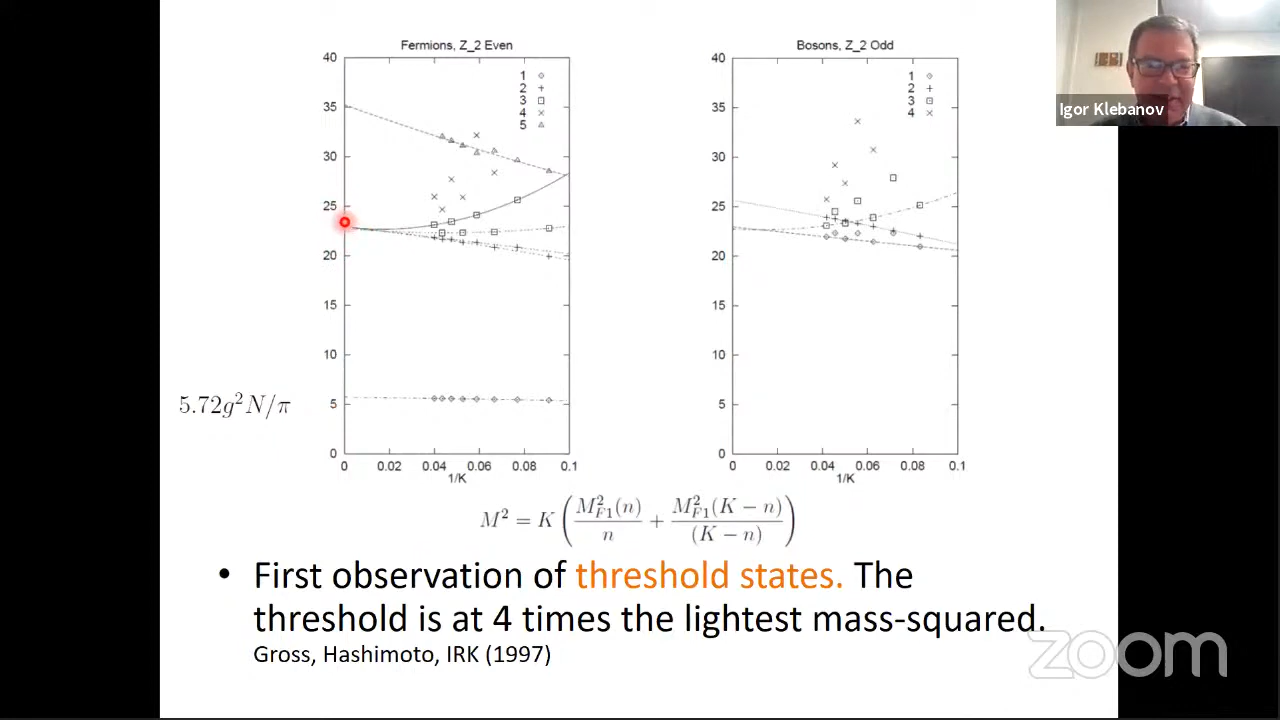 Fermions, Z_2 Even
40
35
30
25
20
15
10
5
0
1
2
3
4
5
0 0.02 0.04 0.06 0.08 0.1
1/K
Bosons, Z_2 Odd
40
35
30
25
20
15
10
5
0
1
2
3
4
0 0.02 0.04 0.06 0.08 0.1
1/K
Igor Klebanov
5.72g²N/π
M² = K ( M²_{F1}(n) / n + M²_{F1}(K − n) / (K − n) )
• First observation of threshold states. The
threshold is at 4 times the lightest mass-squared.
Gross, Hashimoto, IRK (1997)
zoom